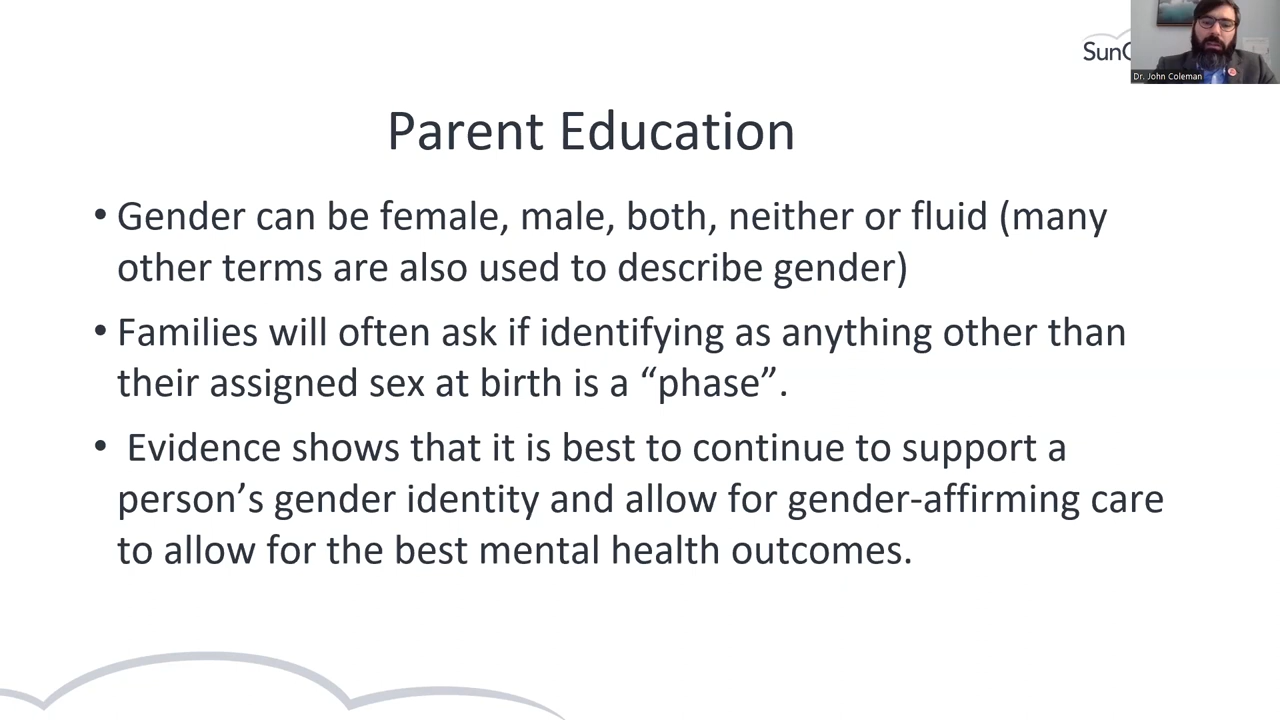 SunC
Dr. John Coleman
Parent Education
• Gender can be female, male, both, neither or fluid (many
other terms are also used to describe gender)
• Families will often ask if identifying as anything other than
their assigned sex at birth is a “phase”.
• Evidence shows that it is best to continue to support a
person’s gender identity and allow for gender-affirming care
to allow for the best mental health outcomes.